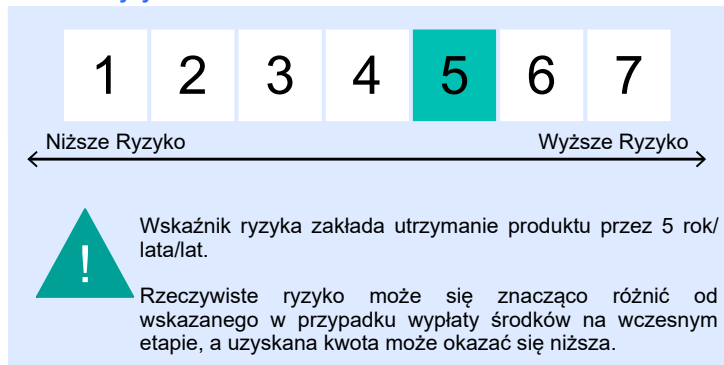 1 2 3 4 5 6 7
Niższe Ryzyko Wyższe Ryzyko
! Wskaźnik ryzyka zakłada utrzymanie produktu przez 5 rok/
lata/lat.
Rzeczywiste ryzyko może się znacząco różnić od
wskazanego w przypadku wypłaty środków na wczesnym
etapie, a uzyskana kwota może okazać się niższa.